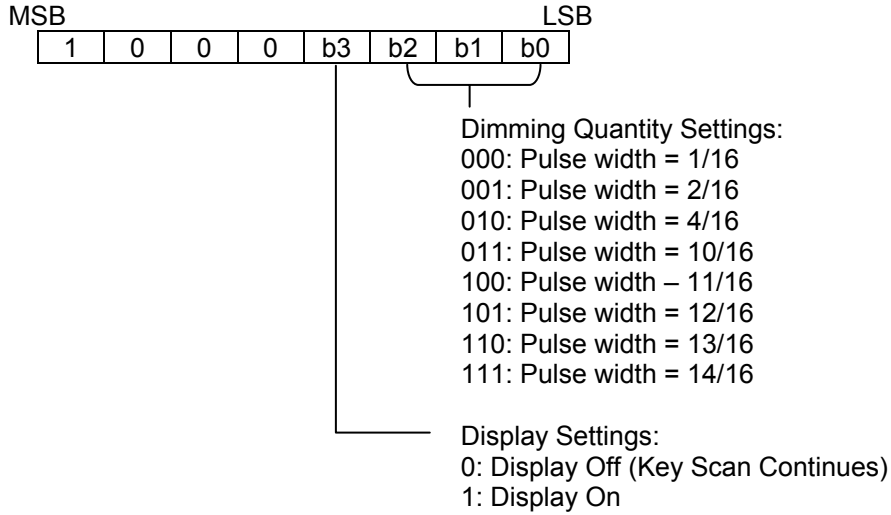 MSB LSB
1 0 0 0 b3 b2 b1 b0
Dimming Quantity Settings:
000: Pulse width = 1/16
001: Pulse width = 2/16
010: Pulse width = 4/16
011: Pulse width = 10/16
100: Pulse width – 11/16
101: Pulse width = 12/16
110: Pulse width = 13/16
111: Pulse width = 14/16
Display Settings:
0: Display Off (Key Scan Continues)
1: Display On